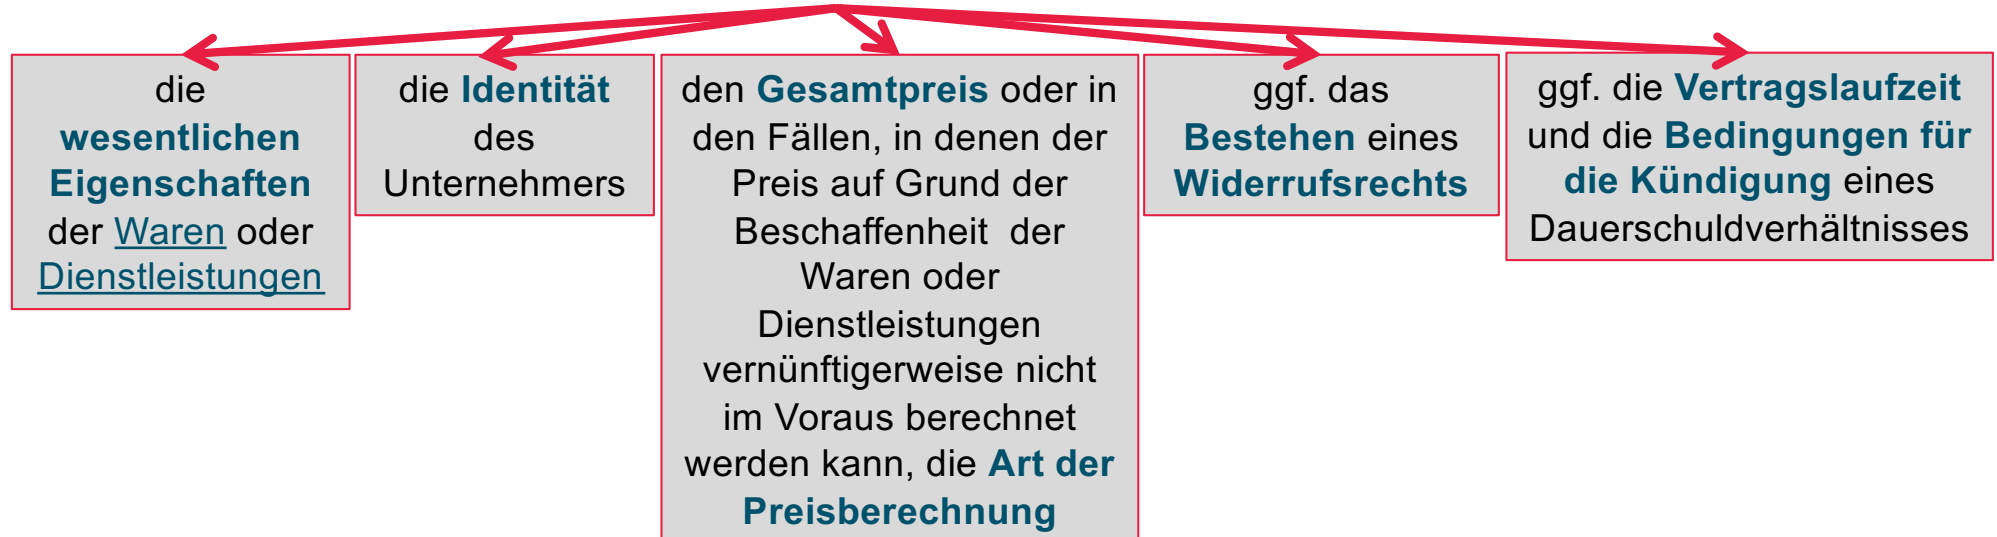 die
wesentlichen
Eigenschaften
der Waren oder
Dienstleistungen
die Identität
des
Unternehmers
den Gesamtpreis oder in
den Fällen, in denen der
Preis auf Grund der
Beschaffenheit der
Waren oder
Dienstleistungen
vernünftigerweise nicht
im Voraus berechnet
werden kann, die Art der
Preisberechnung
ggf. das
Bestehen eines
Widerrufsrechts
ggf. die Vertragslaufzeit
und die Bedingungen für
die Kündigung eines
Dauerschuldverhältnisses